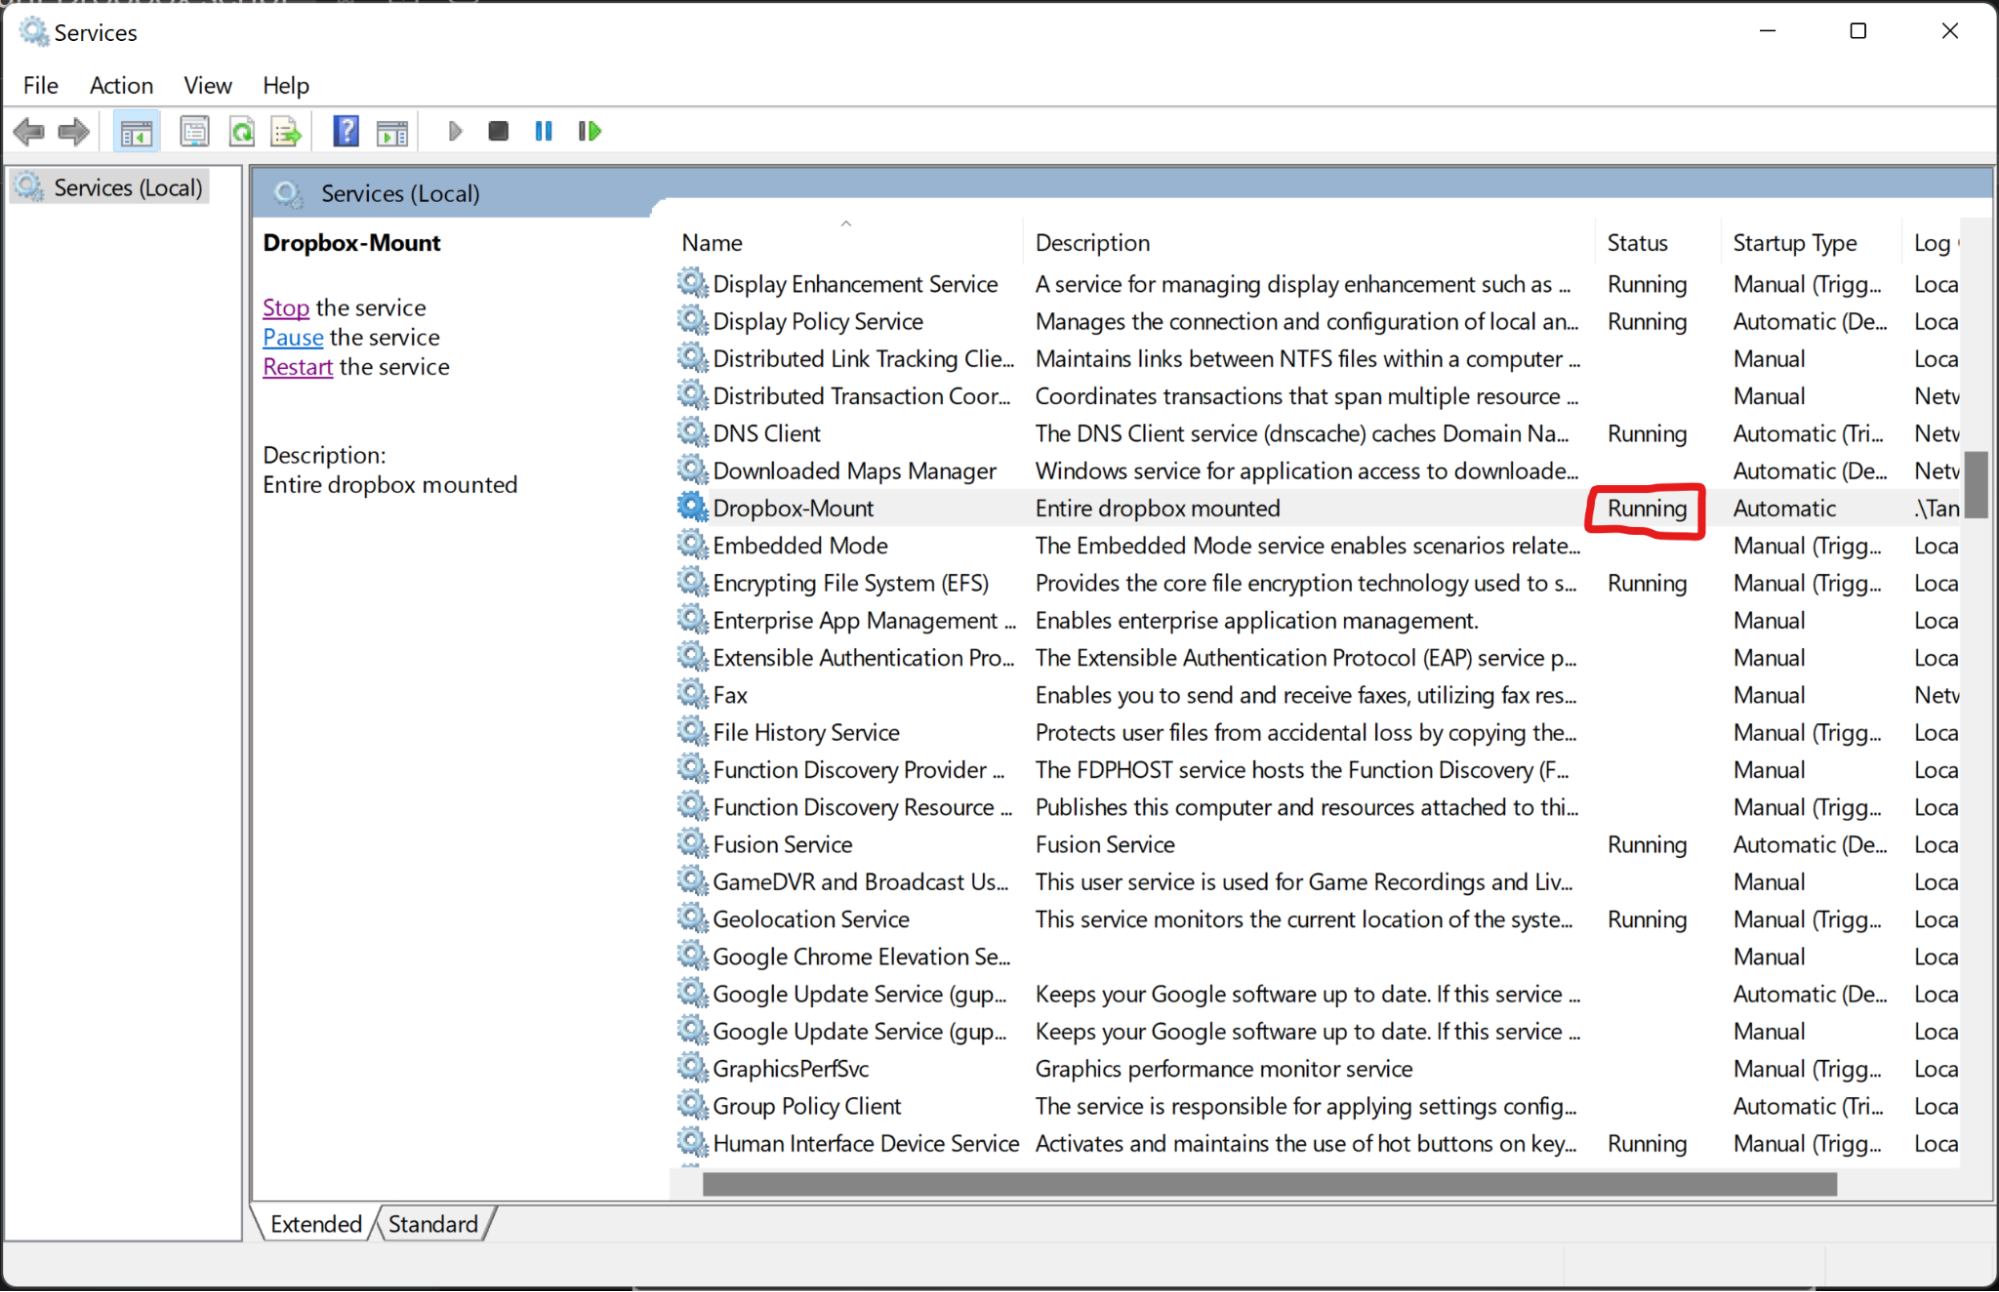 Services
File Action View Help
Services (Local)
Services (Local)
Dropbox-Mount
Stop the service
Pause the service
Restart the service
Description:
Entire dropbox mounted
Name Description Status Startup Type Log
Display Enhancement Service A service for managing display enhancement such as ... Running Manual (Trigg... Loca
Display Policy Service Manages the connection and configuration of local an... Running Automatic (De... Loca
Distributed Link Tracking Clie... Maintains links between NTFS files within a computer ... Manual Loca
Distributed Transaction Coor... Coordinates transactions that span multiple resource ... Manual Netw
DNS Client The DNS Client service (dnscache) caches Domain Na... Running Automatic (Tri... Netw
Downloaded Maps Manager Windows service for application access to downloade... Automatic (De... Netw
Dropbox-Mount Entire dropbox mounted Running Automatic .\Tan
Embedded Mode The Embedded Mode service enables scenarios relate... Manual (Trigg... Loca
Encrypting File System (EFS) Provides the core file encryption technology used to s... Running Manual (Trigg... Loca
Enterprise App Management ... Enables enterprise application management. Manual Loca
Extensible Authentication Pro... The Extensible Authentication Protocol (EAP) service p... Manual Loca
Fax Enables you to send and receive faxes, utilizing fax res... Manual Netw
File History Service Protects user files from accidental loss by copying the... Manual (Trigg... Loca
Function Discovery Provider ... The FDPHOST service hosts the Function Discovery (F... Manual Loca
Function Discovery Resource ... Publishes this computer and resources attached to thi... Manual (Trigg... Loca
Fusion Service Fusion Service Running Automatic (De... Loca
GameDVR and Broadcast Us... This user service is used for Game Recordings and Liv... Manual Loca
Geolocation Service This service monitors the current location of the syste... Running Manual (Trigg... Loca
Google Chrome Elevation Se... Manual Loca
Google Update Service (gup... Keeps your Google software up to date. If this service ... Automatic (De... Loca
Google Update Service (gup... Keeps your Google software up to date. If this service ... Manual Loca
GraphicsPerfSvc Graphics performance monitor service Manual (Trigg... Loca
Group Policy Client The service is responsible for applying settings config... Automatic (Tri... Loca
Human Interface Device Service Activates and maintains the use of hot buttons on key... Running Manual (Trigg... Loca
Extended Standard